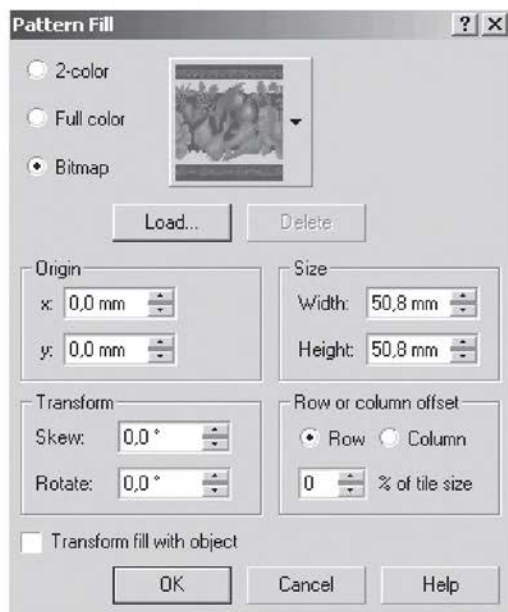 Pattern Fill
2-color
Full color
Bitmap
Load...
Delete
Origin
x: 0,0 mm
y: 0,0 mm
Size
Width: 50,8 mm
Height: 50,8 mm
Transform
Skew: 0,0 °
Rotate: 0,0 °
Row or column offset
Row Column
0 % of tile size
Transform fill with object
OK Cancel Help